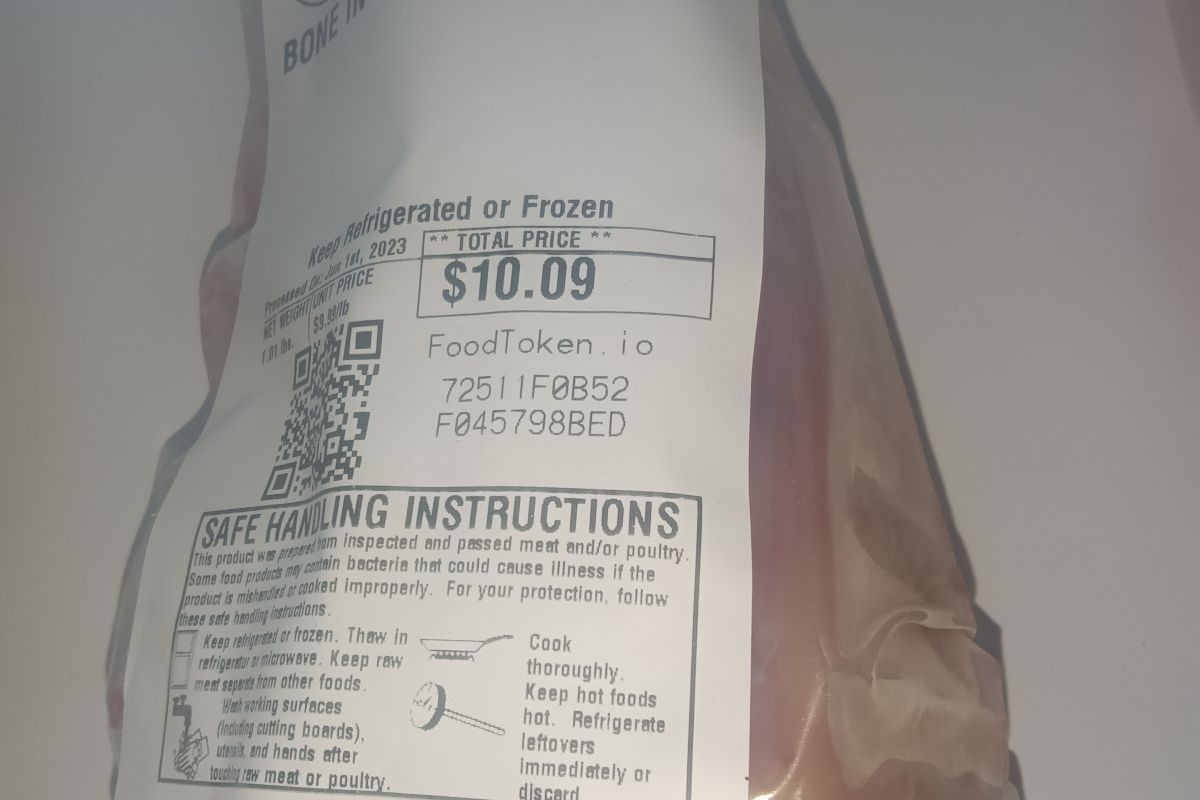 BONE IN
Keep Refrigerated or Frozen
Processed On: Jun 1st, 2023
** TOTAL PRICE **
NET WEIGHT UNIT PRICE
$10.09
1.01 lbs. $9.99/lb
FoodToken.io
72511F0B52
F045798BED
SAFE HANDLING INSTRUCTIONS
This product was prepared from inspected and passed meat and/or poultry.
Some food products may contain bacteria that could cause illness if the
product is mishandled or cooked improperly. For your protection, follow
these safe handling instructions.
Keep refrigerated or frozen. Thaw in
refrigerator or microwave. Keep raw
meat separate from other foods.
Wash working surfaces
(including cutting boards),
utensils, and hands after
touching raw meat or poultry.
Cook
thoroughly.
Keep hot foods
hot. Refrigerate
leftovers
immediately or
discard